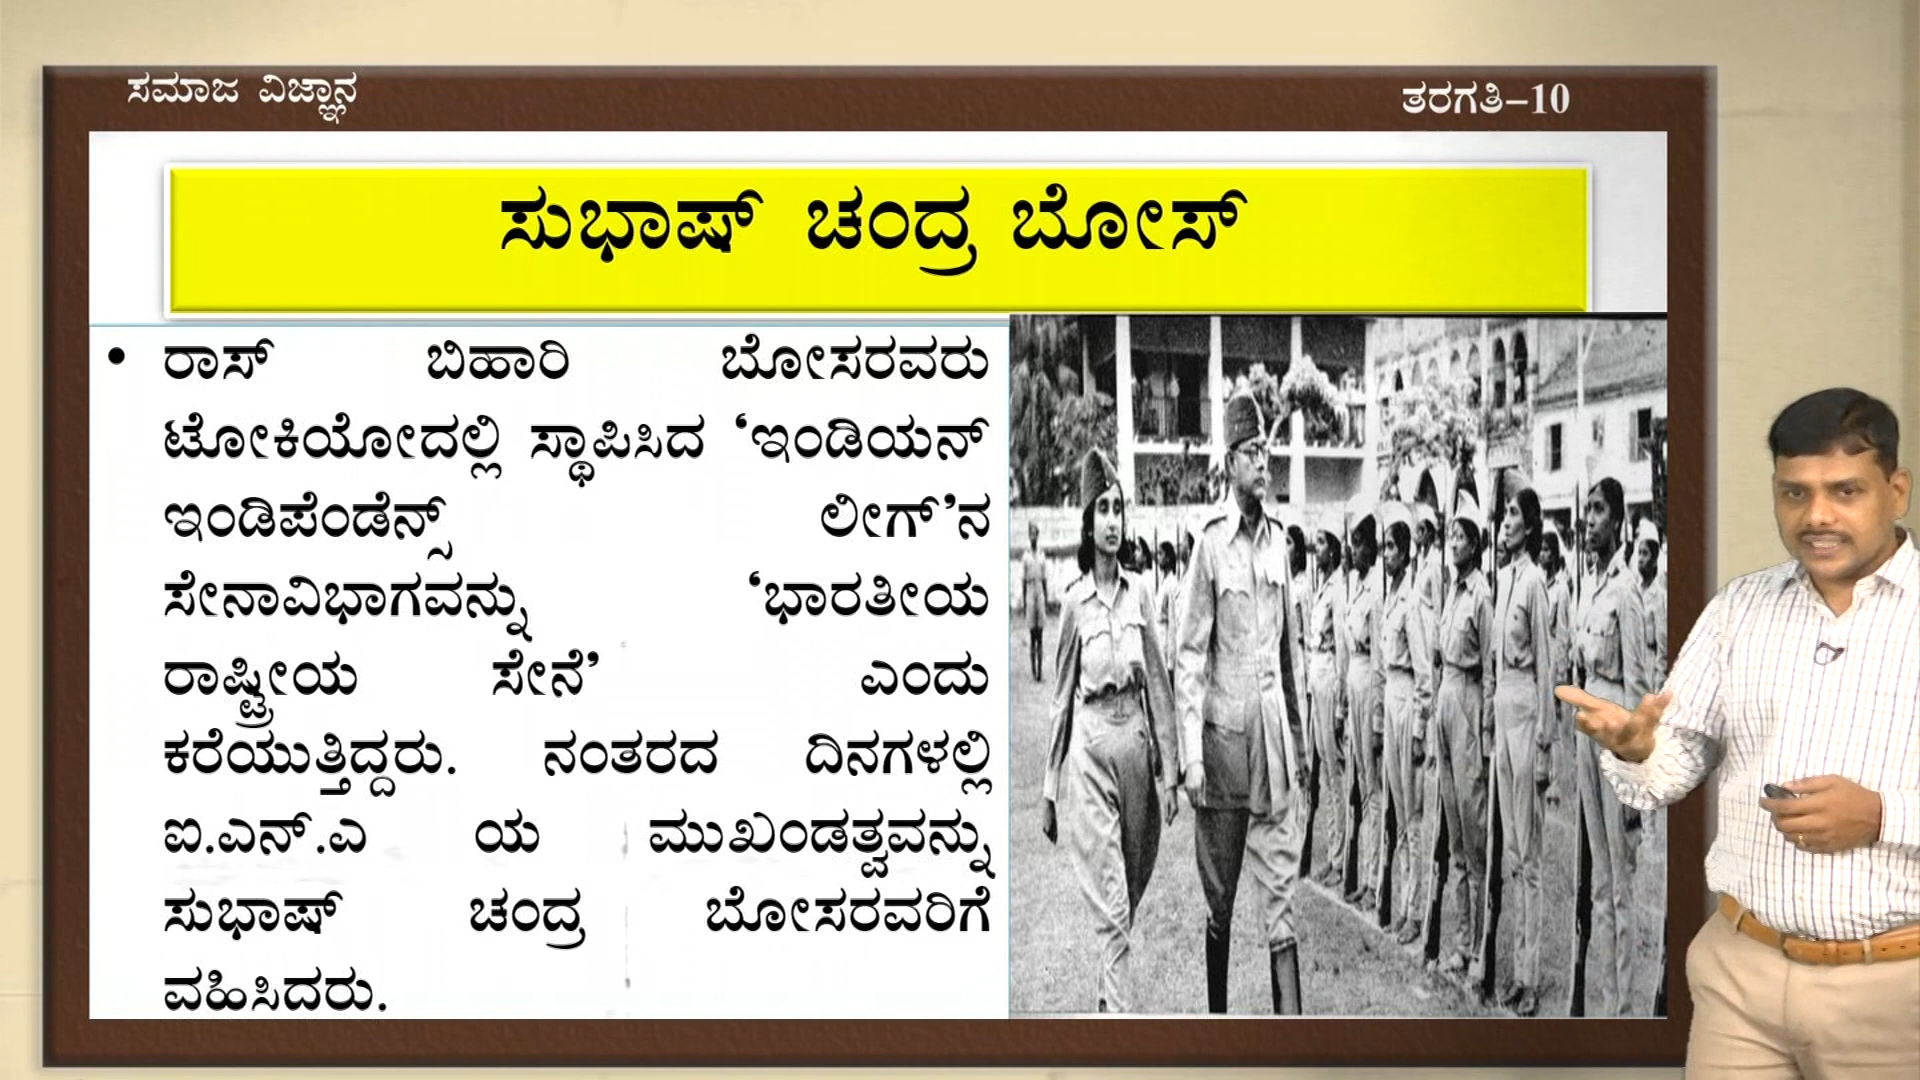 ಸಮಾಜ ವಿಜ್ಞಾನ
ತರಗತಿ–10
ಸುಭಾಷ್ ಚಂದ್ರ ಬೋಸ್
• ರಾಸ್ ಬಿಹಾರಿ ಬೋಸರವರು
ಟೋಕಿಯೋದಲ್ಲಿ ಸ್ಥಾಪಿಸಿದ ‘ಇಂಡಿಯನ್
ಇಂಡಿಪೆಂಡೆನ್ಸ್ ಲೀಗ್’ನ
ಸೇನಾವಿಭಾಗವನ್ನು ‘ಭಾರತೀಯ
ರಾಷ್ಟ್ರೀಯ ಸೇನೆ’ ಎಂದು
ಕರೆಯುತ್ತಿದ್ದರು. ನಂತರದ ದಿನಗಳಲ್ಲಿ
ಐ.ಎನ್.ಎ ಯ ಮುಖಂಡತ್ವವನ್ನು
ಸುಭಾಷ್ ಚಂದ್ರ ಬೋಸರವರಿಗೆ
ವಹಿಸಿದರು.